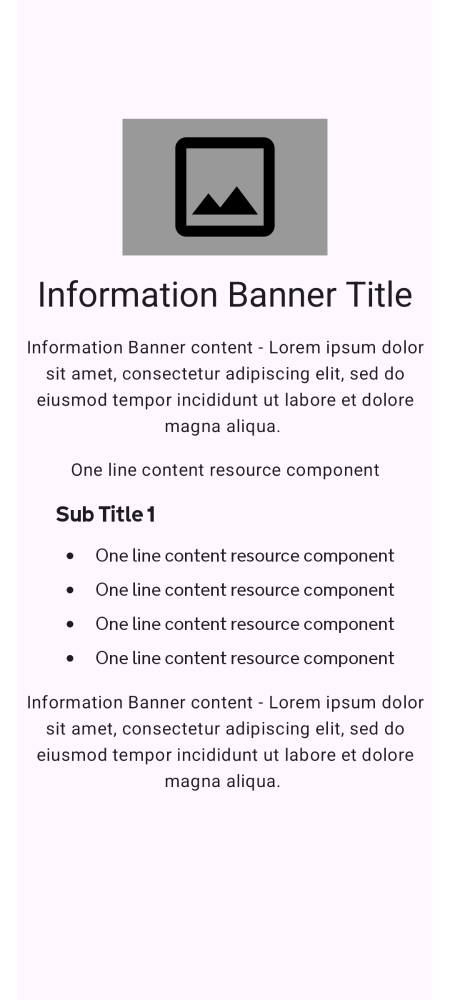 Information Banner Title
Information Banner content - Lorem ipsum dolor
sit amet, consectetur adipiscing elit, sed do
eiusmod tempor incididunt ut labore et dolore
magna aliqua.
One line content resource component
Sub Title 1
• One line content resource component
• One line content resource component
• One line content resource component
• One line content resource component
Information Banner content - Lorem ipsum dolor
sit amet, consectetur adipiscing elit, sed do
eiusmod tempor incididunt ut labore et dolore
magna aliqua.